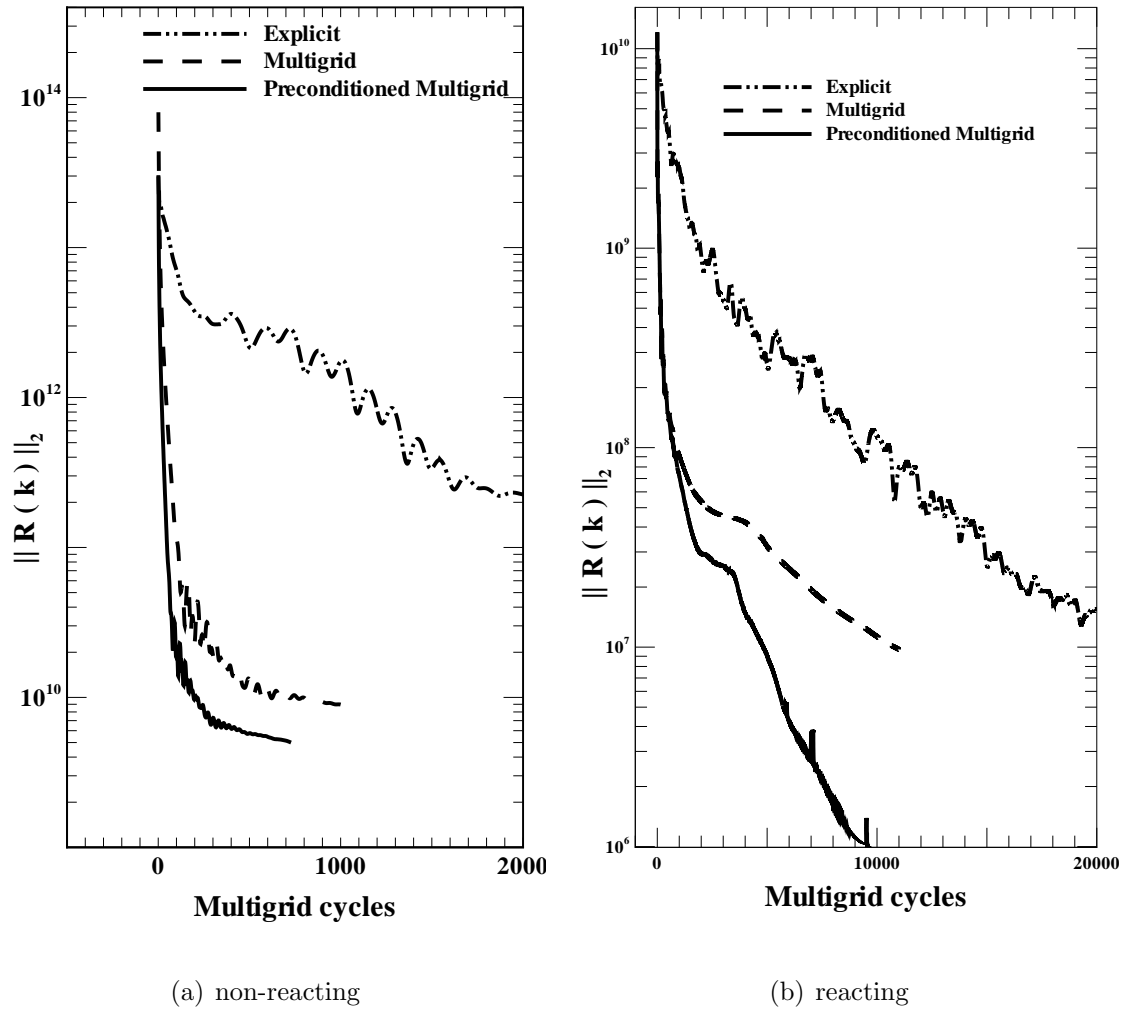 Explicit
Multigrid
Preconditioned Multigrid
10^14
10^12
10^10
|| R ( k ) ||_2
0
1000
2000
Multigrid cycles
(a) non-reacting
Explicit
Multigrid
Preconditioned Multigrid
10^10
10^9
10^8
10^7
10^6
|| R ( k ) ||_2
0
10000
20000
Multigrid cycles
(b) reacting